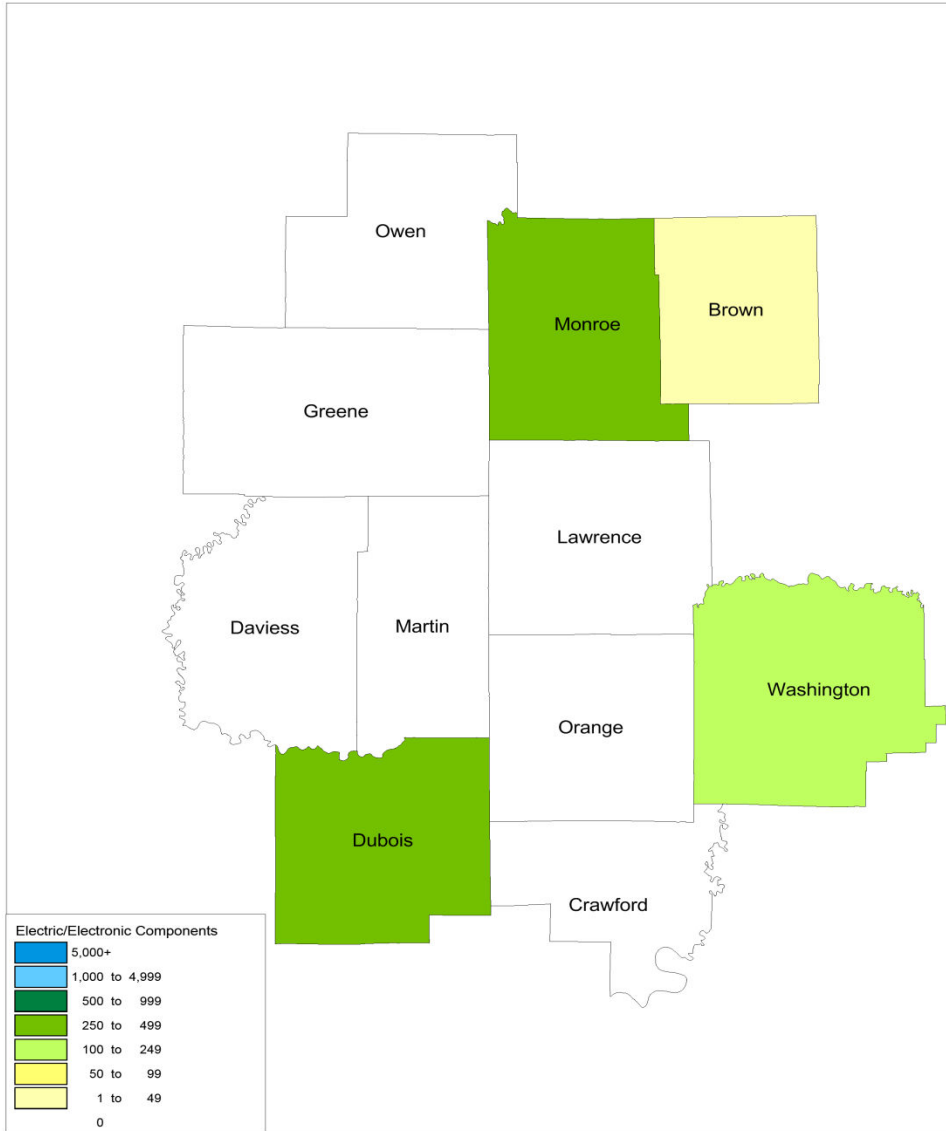 Owen
Monroe
Brown
Greene
Lawrence
Daviess
Martin
Washington
Orange
Dubois
Crawford
Electric/Electronic Components
5,000+
1,000 to 4,999
500 to 999
250 to 499
100 to 249
50 to 99
1 to 49
0